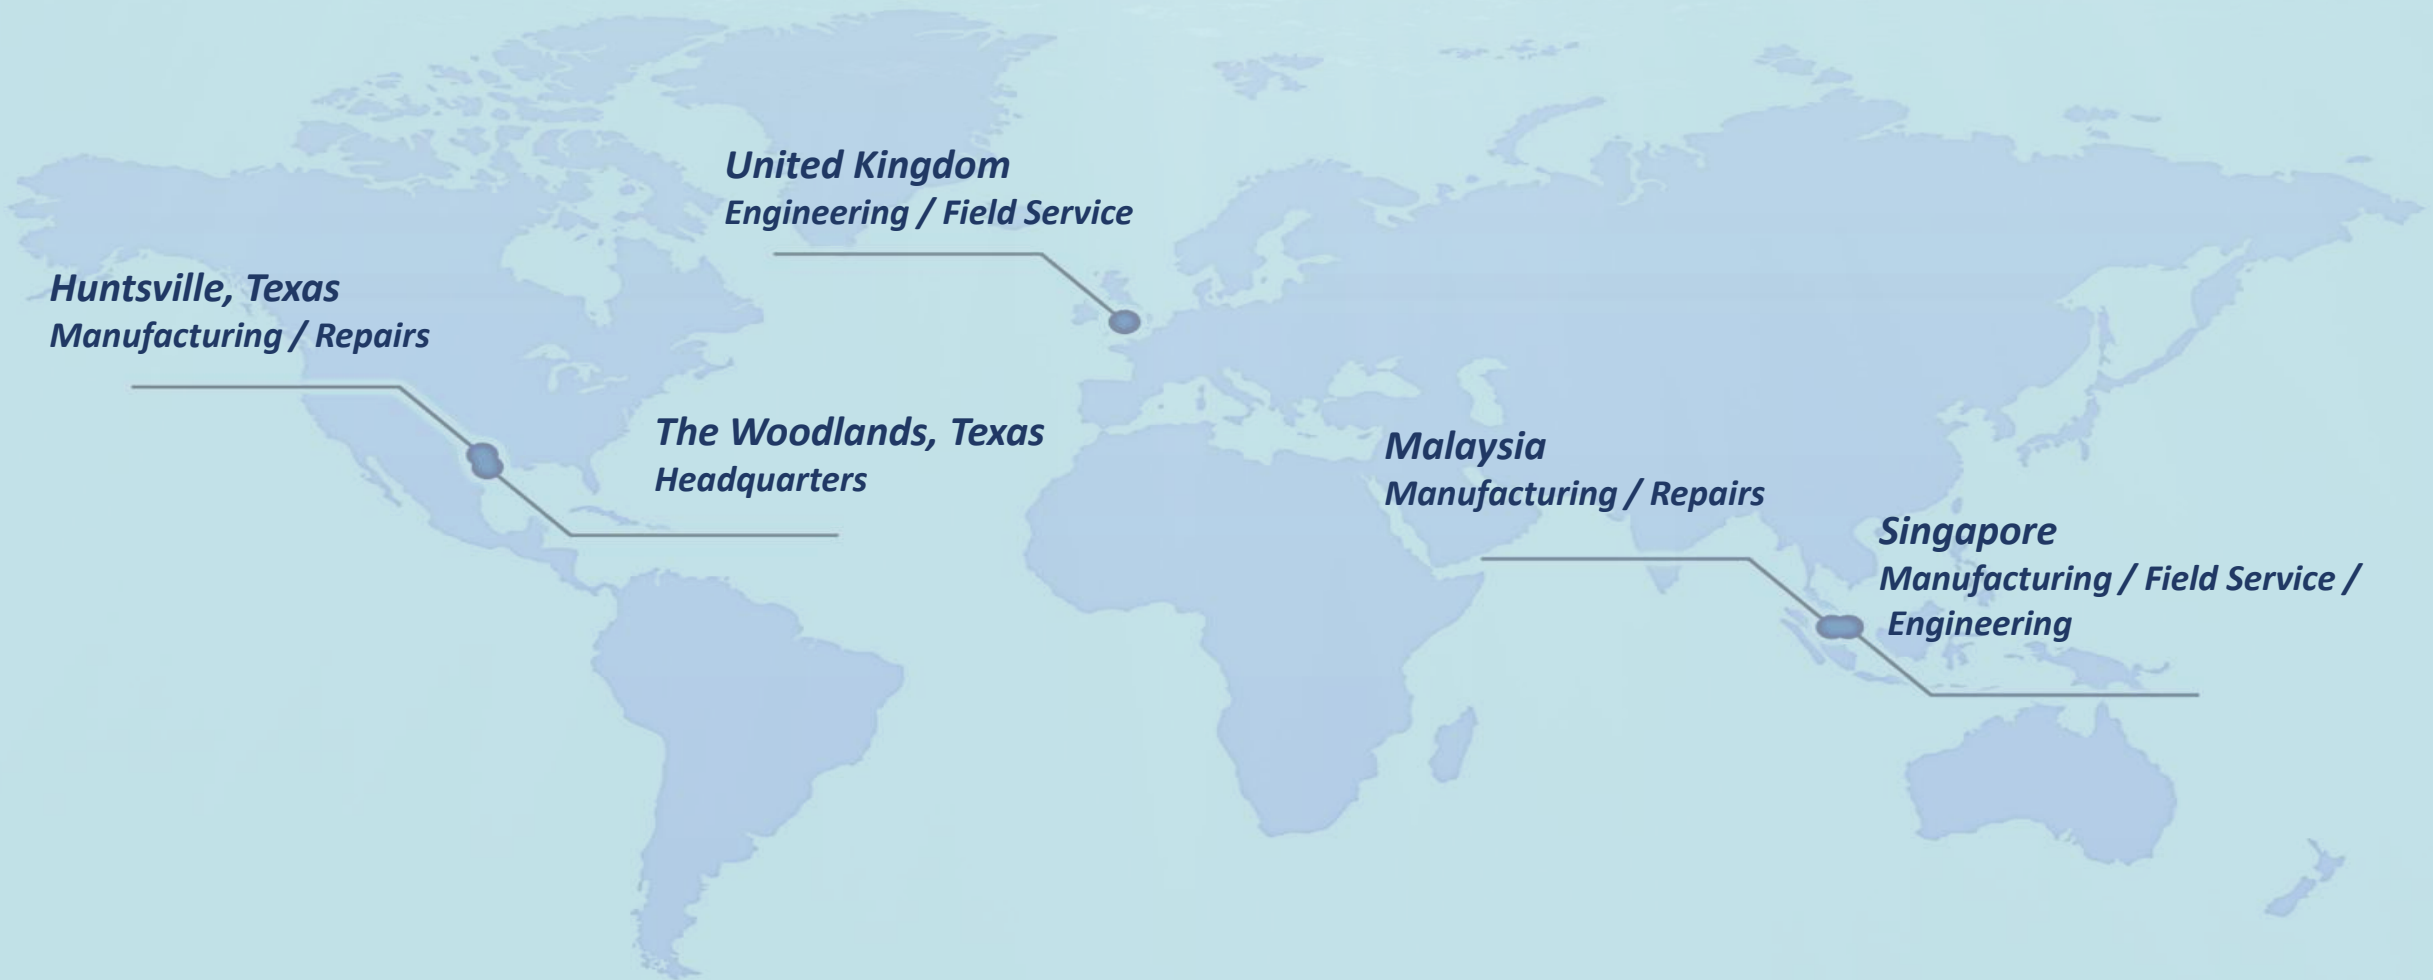 United Kingdom
Engineering / Field Service
Huntsville, Texas
Manufacturing / Repairs
The Woodlands, Texas
Headquarters
Malaysia
Manufacturing / Repairs
Singapore
Manufacturing / Field Service /
Engineering